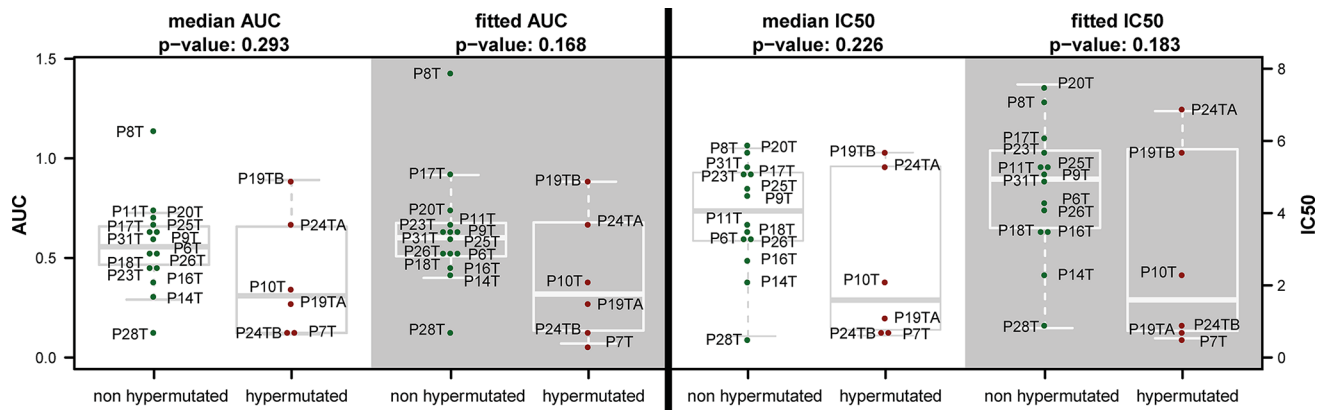 median AUC
p−value: 0.293
fitted AUC
p−value: 0.168
median IC50
p−value: 0.226
fitted IC50
p−value: 0.183
AUC
1.5
1.0
0.5
0.0
P8T
P11T P20T
P17T P25T
P31T P9T
P6T
P18T P26T
P23T P16T
P14T
P28T
P19TB
P24TA
P10T
P19TA
P24TB P7T
P8T
P17T
P20T
P23T P11T
P9T
P31T P25T
P26T P6T
P18T P16T
P14T
P28T
P19TB
P24TA
P10T
P19TA
P24TB
P7T
P8T P20T
P31T
P23T P17T
P25T
P9T
P11T
P18T
P6T P26T
P16T
P14T
P28T
P19TB
P24TA
P10T
P19TA
P24TB P7T
P20T
P8T
P17T
P23T
P11T P25T
P31T P9T
P6T
P26T
P18T P16T
P14T
P28T
P24TA
P19TB
P10T
P24TB
P19TA
P7T
8
6
4
2
0
IC50
non hypermutated hypermutated non hypermutated hypermutated non hypermutated hypermutated non hypermutated hypermutated